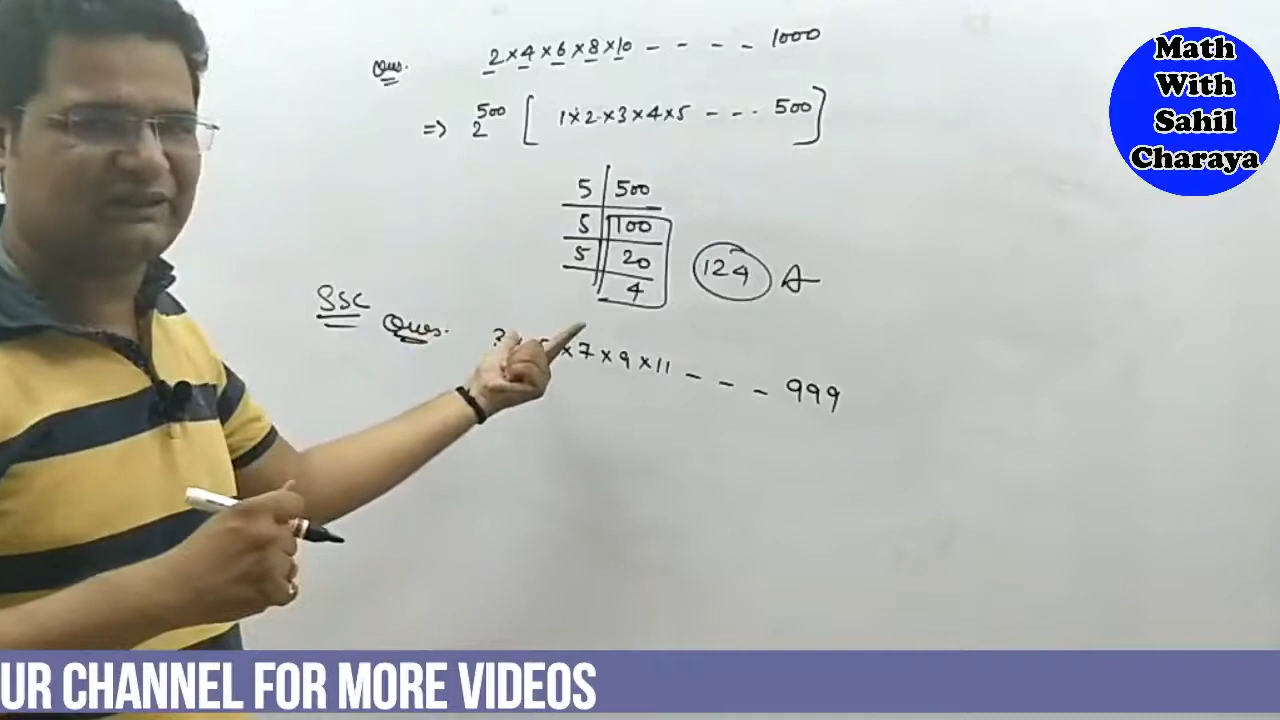 Ques. 2×4×6×8×10 - - - - 1000
=> 2^500 [ 1×2×3×4×5 - - - 500 ]
5 | 500
5 | 100
5 | 20
4
124 A
SSC
Ques. ×7×9×11 - - - 999
Math
With
Sahil
Charaya
UR CHANNEL FOR MORE VIDEOS